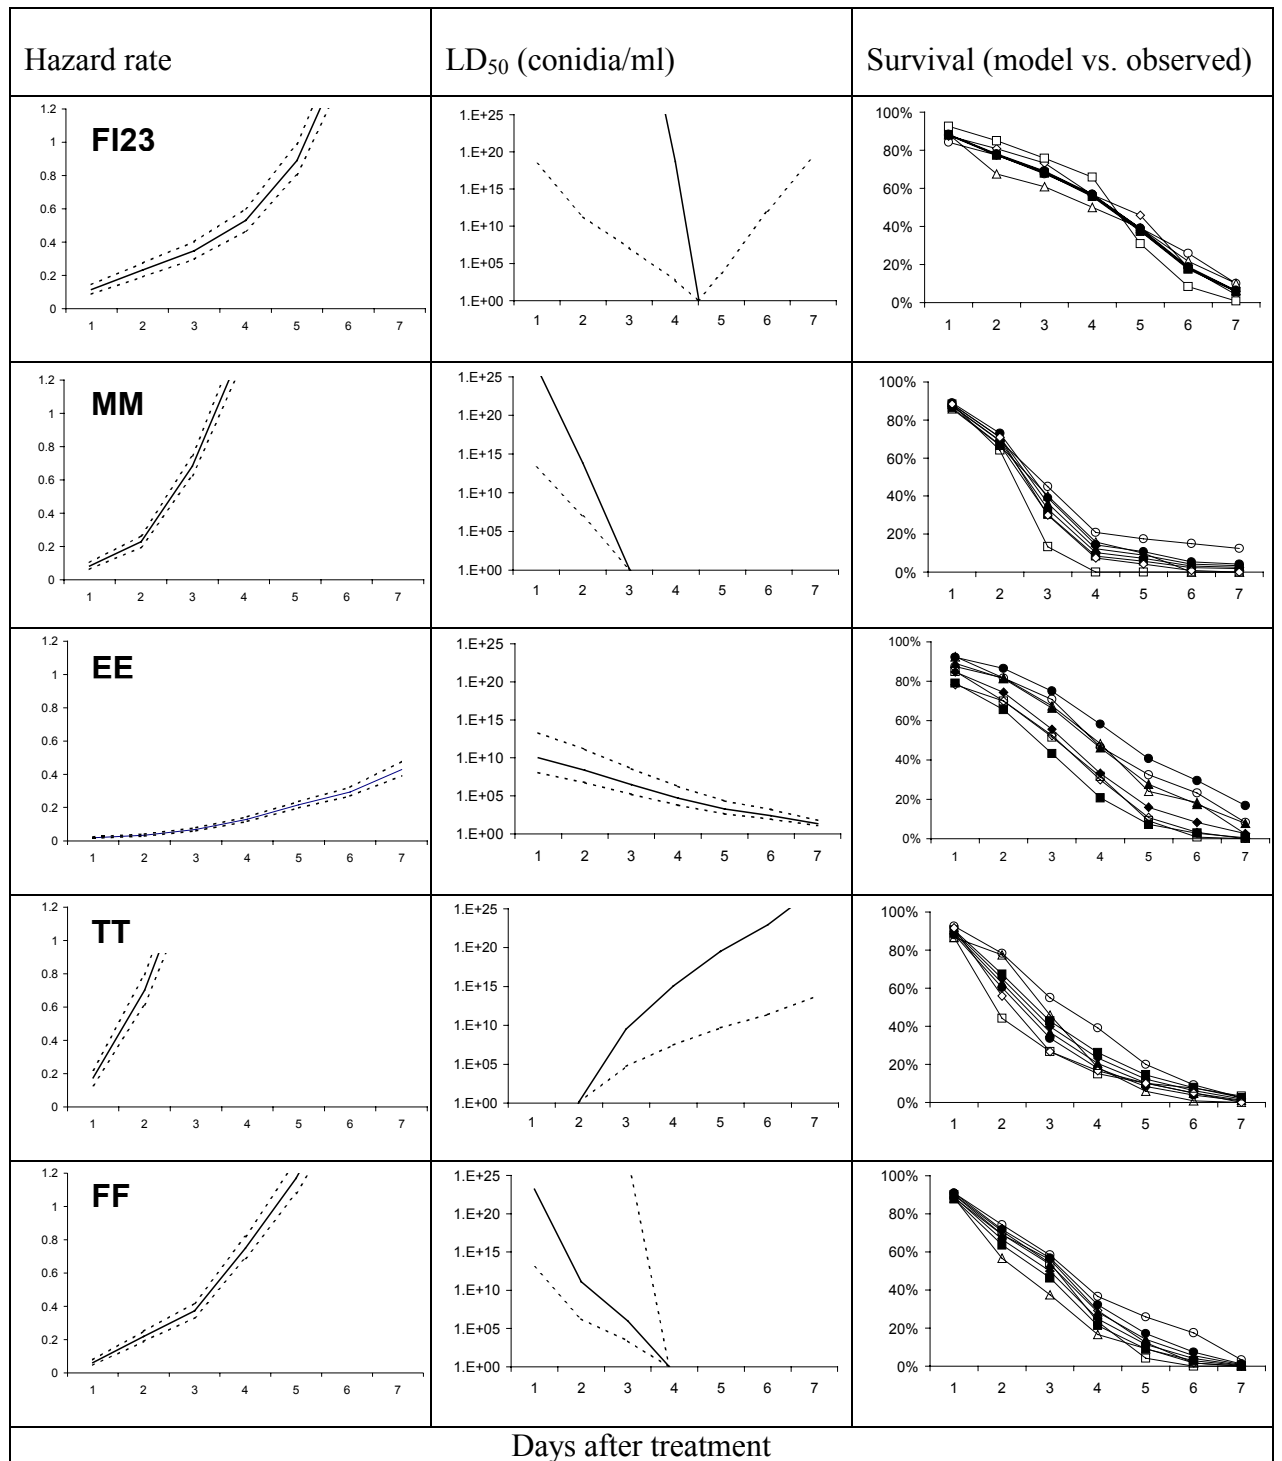 Hazard rate
LD50 (conidia/ml)
Survival (model vs. observed)
FI23
1.2
1
0.8
0.6
0.4
0.2
0
1 2 3 4 5 6 7
1.E+25
1.E+20
1.E+15
1.E+10
1.E+05
1.E+00
1 2 3 4 5 6 7
100%
80%
60%
40%
20%
0%
1 2 3 4 5 6 7
MM
1.2
1
0.8
0.6
0.4
0.2
0
1 2 3 4 5 6 7
1.E+25
1.E+20
1.E+15
1.E+10
1.E+05
1.E+00
1 2 3 4 5 6 7
100%
80%
60%
40%
20%
0%
1 2 3 4 5 6 7
EE
1.2
1
0.8
0.6
0.4
0.2
0
1 2 3 4 5 6 7
1.E+25
1.E+20
1.E+15
1.E+10
1.E+05
1.E+00
1 2 3 4 5 6 7
100%
80%
60%
40%
20%
0%
1 2 3 4 5 6 7
TT
1.2
1
0.8
0.6
0.4
0.2
0
1 2 3 4 5 6 7
1.E+25
1.E+20
1.E+15
1.E+10
1.E+05
1.E+00
1 2 3 4 5 6 7
100%
80%
60%
40%
20%
0%
1 2 3 4 5 6 7
FF
1.2
1
0.8
0.6
0.4
0.2
0
1 2 3 4 5 6 7
1.E+25
1.E+20
1.E+15
1.E+10
1.E+05
1.E+00
1 2 3 4 5 6 7
100%
80%
60%
40%
20%
0%
1 2 3 4 5 6 7
Days after treatment